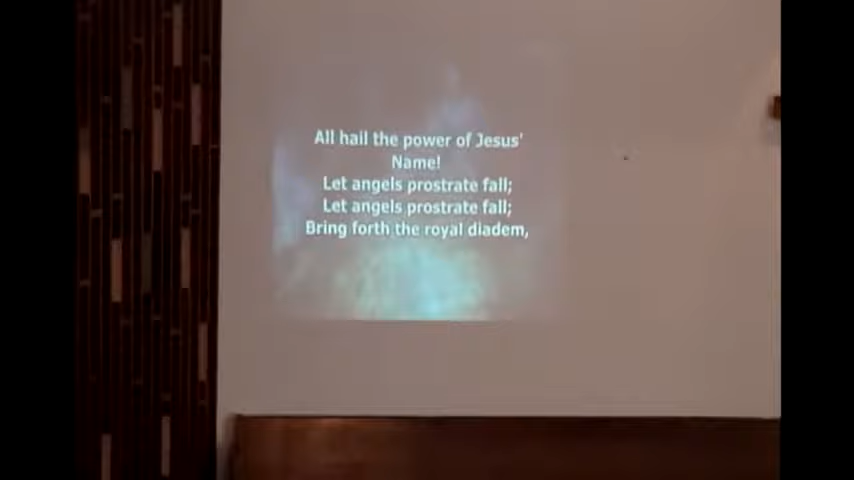 All hail the power of Jesus'
Name!
Let angels prostrate fall;
Let angels prostrate fall;
Bring forth the royal diadem,